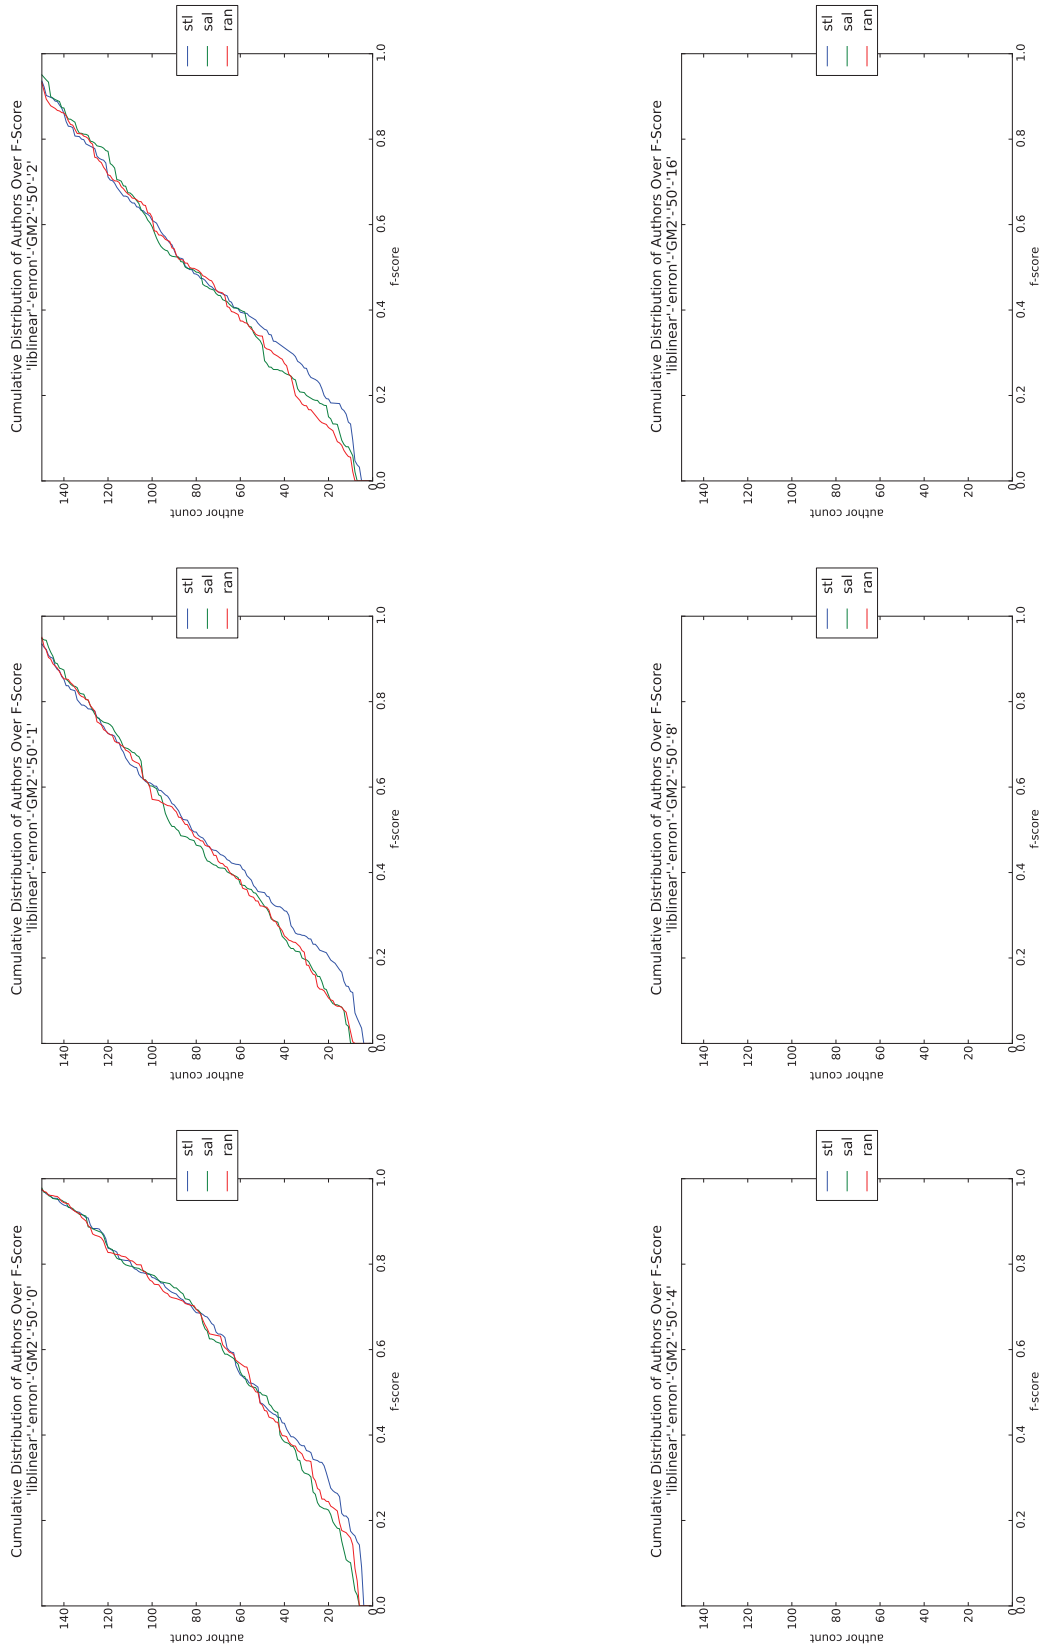 Cumulative Distribution of Authors Over F-Score
'liblinear'-'enron'-'GM2'-'50'-'0'
author count
140
120
100
80
60
40
20
0
0.0 0.2 0.4 0.6 0.8 1.0
f-score
stl
sal
ran
Cumulative Distribution of Authors Over F-Score
'liblinear'-'enron'-'GM2'-'50'-'1'
author count
140
120
100
80
60
40
20
0
0.0 0.2 0.4 0.6 0.8 1.0
f-score
stl
sal
ran
Cumulative Distribution of Authors Over F-Score
'liblinear'-'enron'-'GM2'-'50'-'2'
author count
140
120
100
80
60
40
20
0
0.0 0.2 0.4 0.6 0.8 1.0
f-score
stl
sal
ran
Cumulative Distribution of Authors Over F-Score
'liblinear'-'enron'-'GM2'-'50'-'4'
author count
140
120
100
80
60
40
20
0
0.0 0.2 0.4 0.6 0.8 1.0
f-score
stl
sal
ran
Cumulative Distribution of Authors Over F-Score
'liblinear'-'enron'-'GM2'-'50'-'8'
author count
140
120
100
80
60
40
20
0
0.0 0.2 0.4 0.6 0.8 1.0
f-score
stl
sal
ran
Cumulative Distribution of Authors Over F-Score
'liblinear'-'enron'-'GM2'-'50'-'16'
author count
140
120
100
80
60
40
20
0
0.0 0.2 0.4 0.6 0.8 1.0
f-score
stl
sal
ran